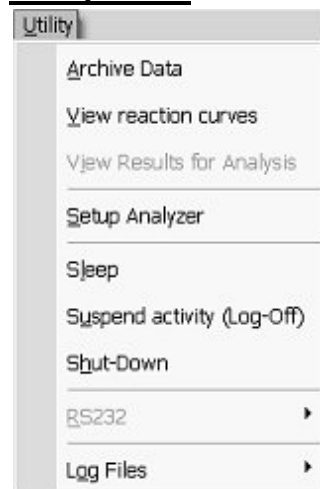 Utility
Archive Data
View reaction curves
View Results for Analysis
Setup Analyzer
Sleep
Suspend activity (Log-Off)
Shut-Down
RS232
Log Files